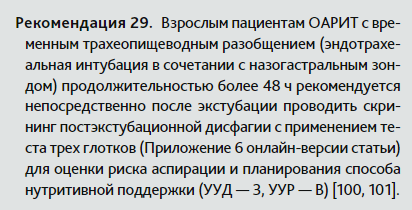 Рекомендация 29. Взрослым пациентам ОАРИТ с вре-
менным трахеопищеводным разобщением (эндотрахе-
альная интубация в сочетании с назогастральным зон-
дом) продолжительностью более 48 ч рекомендуется
непосредственно после экстубации проводить скри-
нинг постэкстубационной дисфагии с применением те-
ста трех глотков (Приложение 6 онлайн-версии статьи)
для оценки риска аспирации и планирования способа
нутритивной поддержки (УУД — 3, УУР — В) [100, 101].